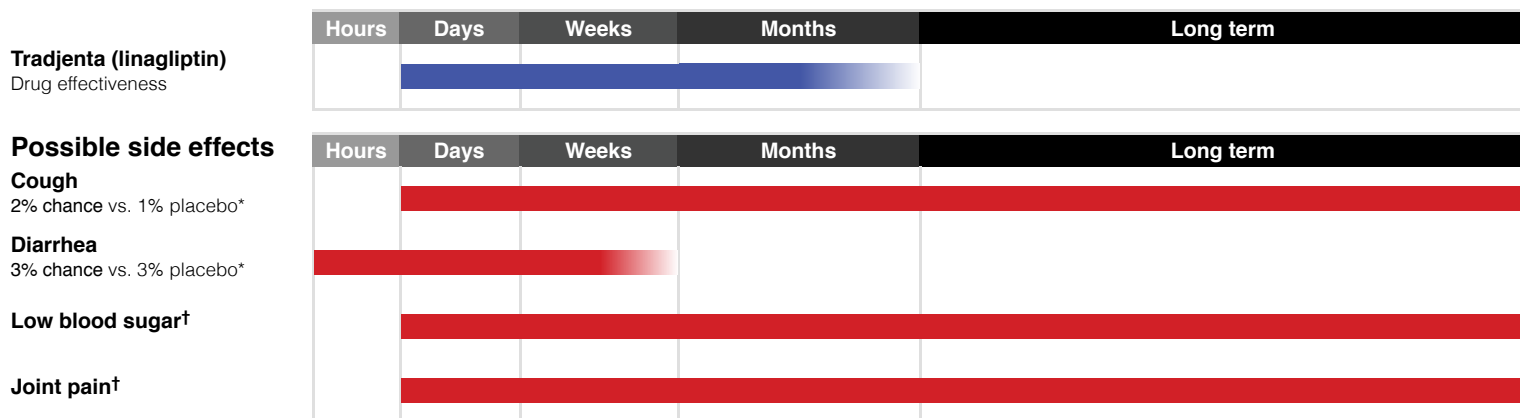 Hours Days Weeks Months Long term
Tradjenta (linagliptin)
Drug effectiveness
Possible side effects
Hours Days Weeks Months Long term
Cough
2% chance vs. 1% placebo*
Diarrhea
3% chance vs. 3% placebo*
Low blood sugar†
Joint pain†